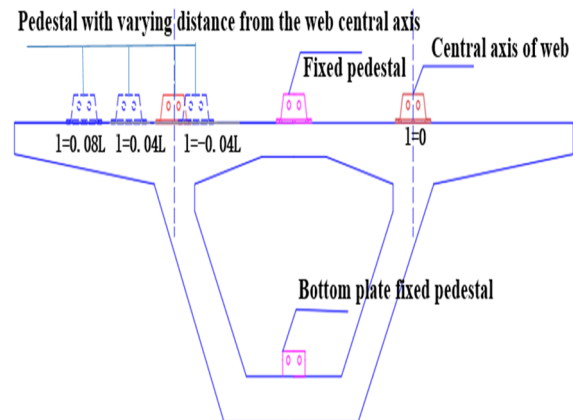 Pedestal with varying distance from the web central axis
Central axis of web
Fixed pedestal
l=0.08L l=0.04L l=-0.04L
l=0
Bottom plate fixed pedestal